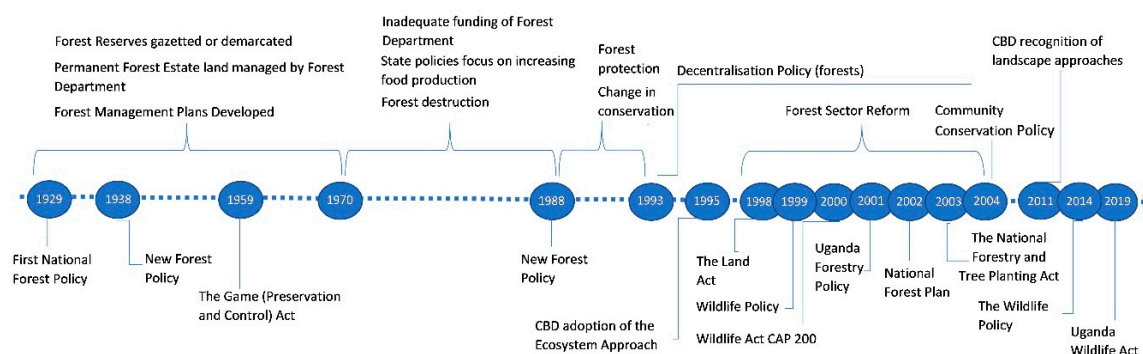 Forest Reserves gazetted or demarcated
Permanent Forest Estate land managed by Forest
Department
Forest Management Plans Developed
Inadequate funding of Forest
Department
State policies focus on increasing
food production
Forest destruction
Forest
protection
Change in
conservation
Decentralisation Policy (forests)
Forest Sector Reform
Community
Conservation Policy
CBD recognition of
landscape approaches
1929
1938
1959
1970
1988
1993
1995
1998
1999
2000
2001
2002
2003
2004
2011
2014
2019
First National
Forest Policy
New Forest
Policy
The Game (Preservation
and Control) Act
New Forest
Policy
CBD adoption of the
Ecosystem Approach
The Land
Act
Wildlife Policy
Wildlife Act CAP 200
Uganda
Forestry
Policy
National
Forest Plan
The National
Forestry and
Tree Planting Act
The Wildlife
Policy
Uganda
Wildlife Act